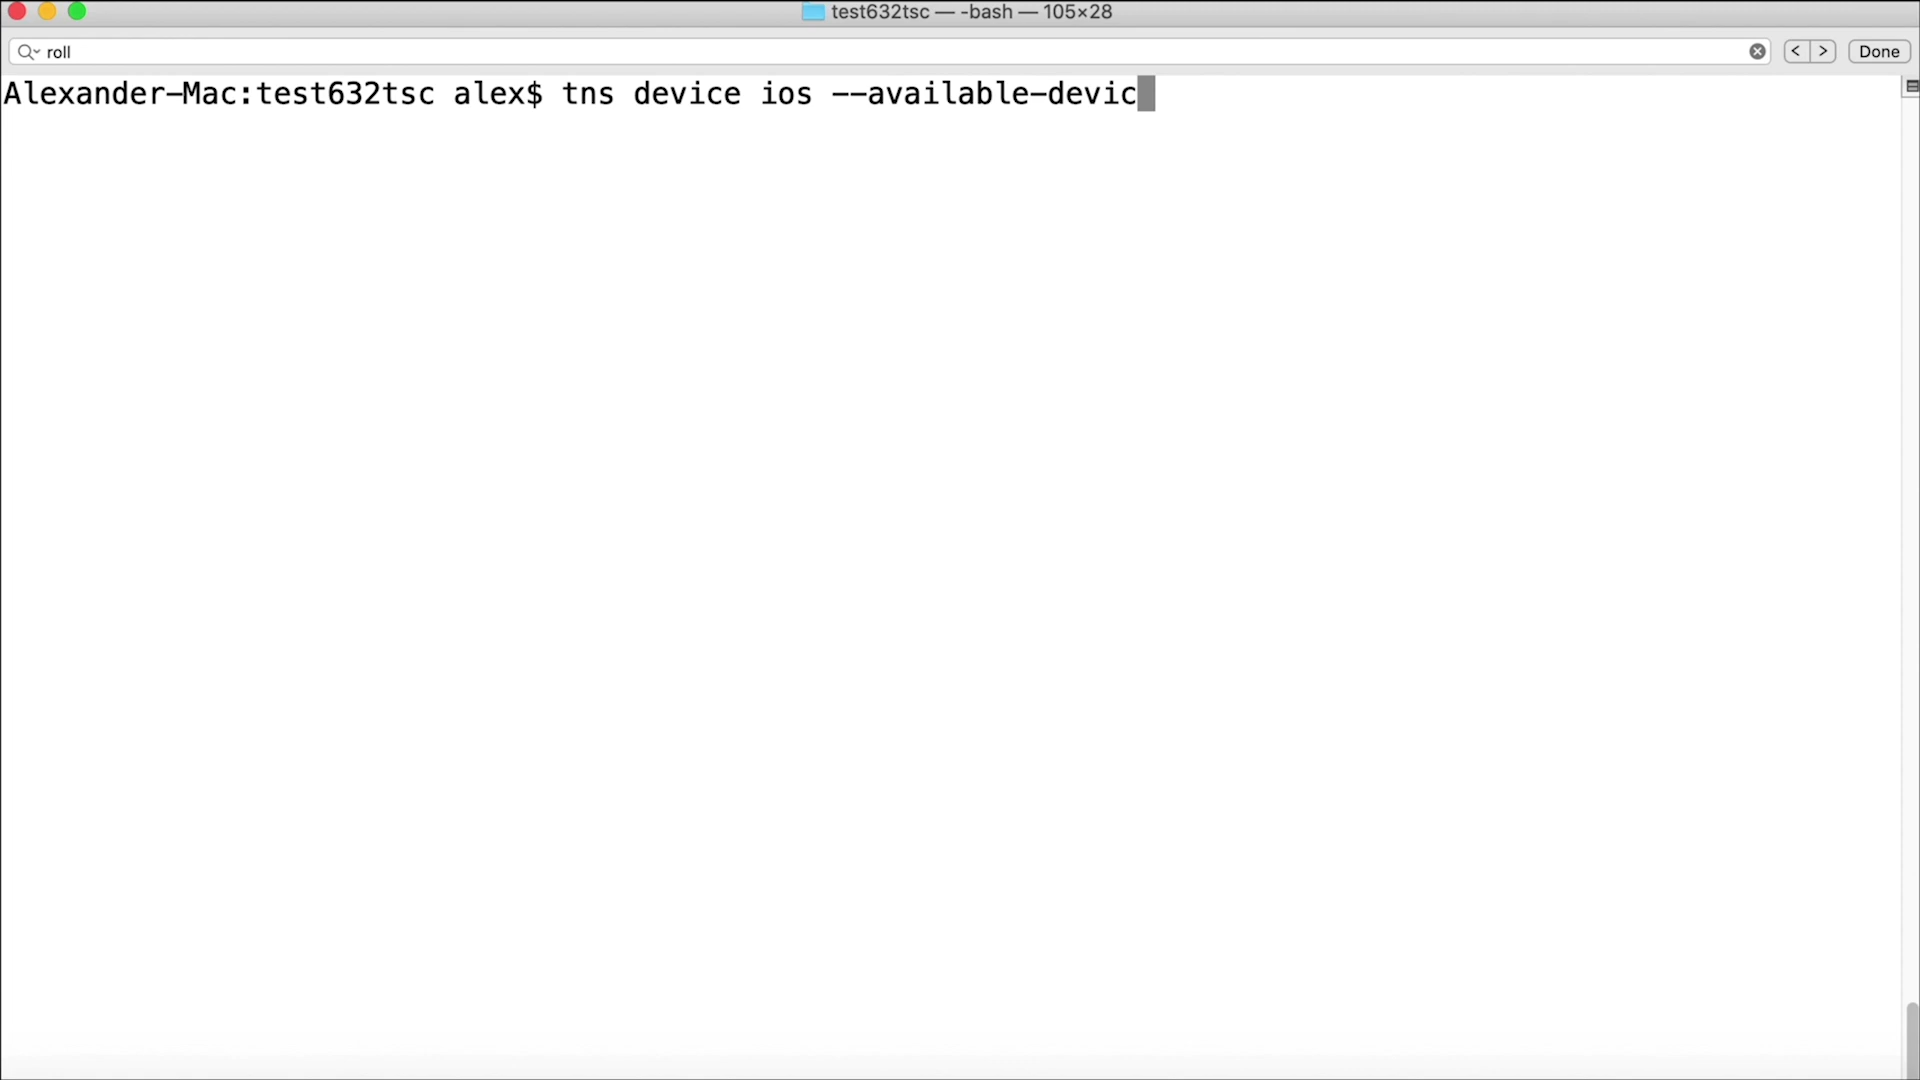 test632tsc — -bash — 105×28
roll
< > Done
Alexander-Mac:test632tsc alex$ tns device ios --available-devic